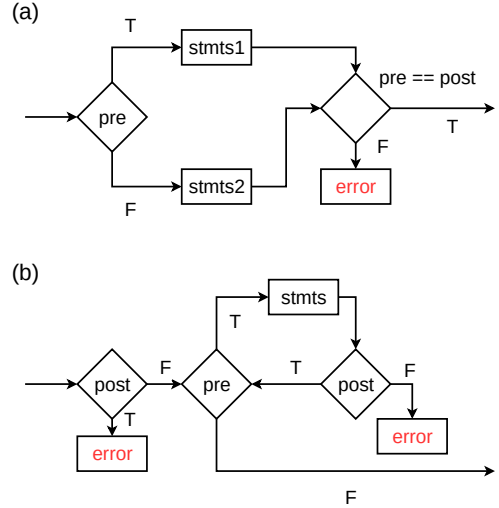 (a)
T
stmts1
pre == post
pre
T
F
stmts2
error
F
(b)
stmts
T
post
F
pre
T
post
F
T
error
error
F